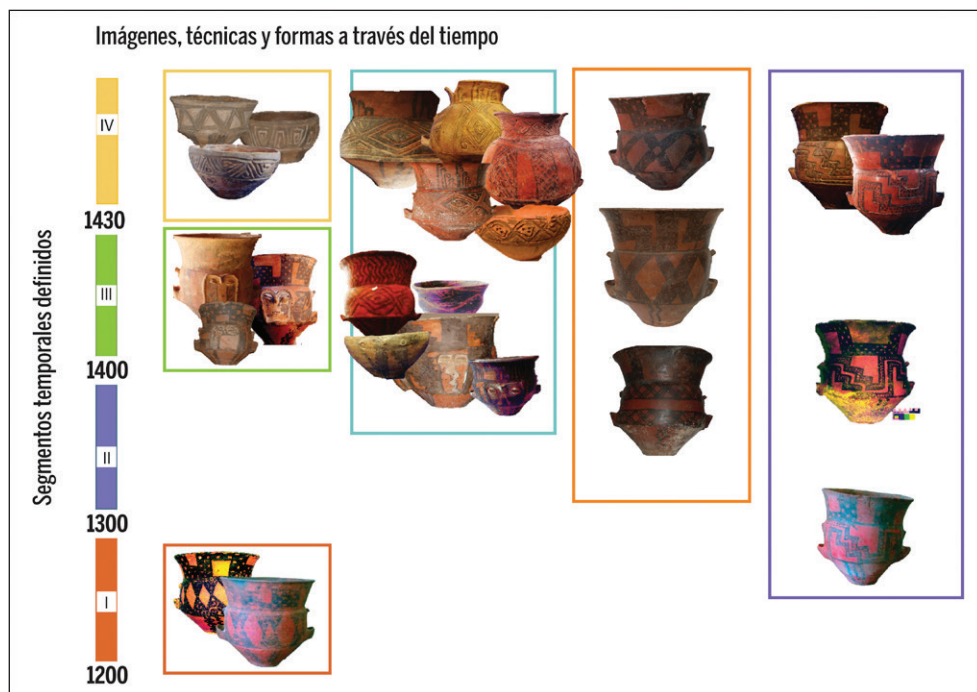 Imágenes, técnicas y formas a través del tiempo
Segmentos temporales definidos
IV
1430
III
1400
II
1300
I
1200